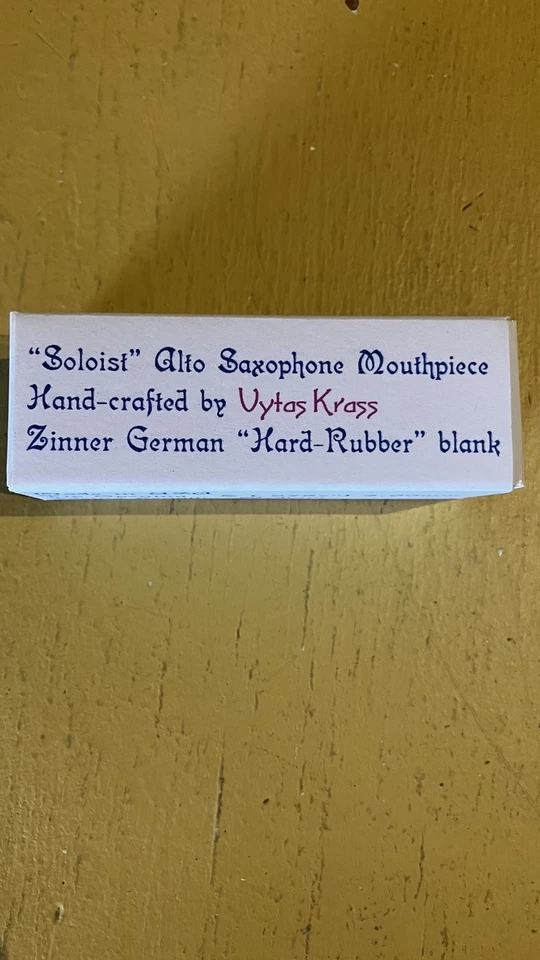 “Soloist” Alto Saxophone Mouthpiece
Hand-crafted by Vytas Krass
Zinner German “Hard-Rubber” blank